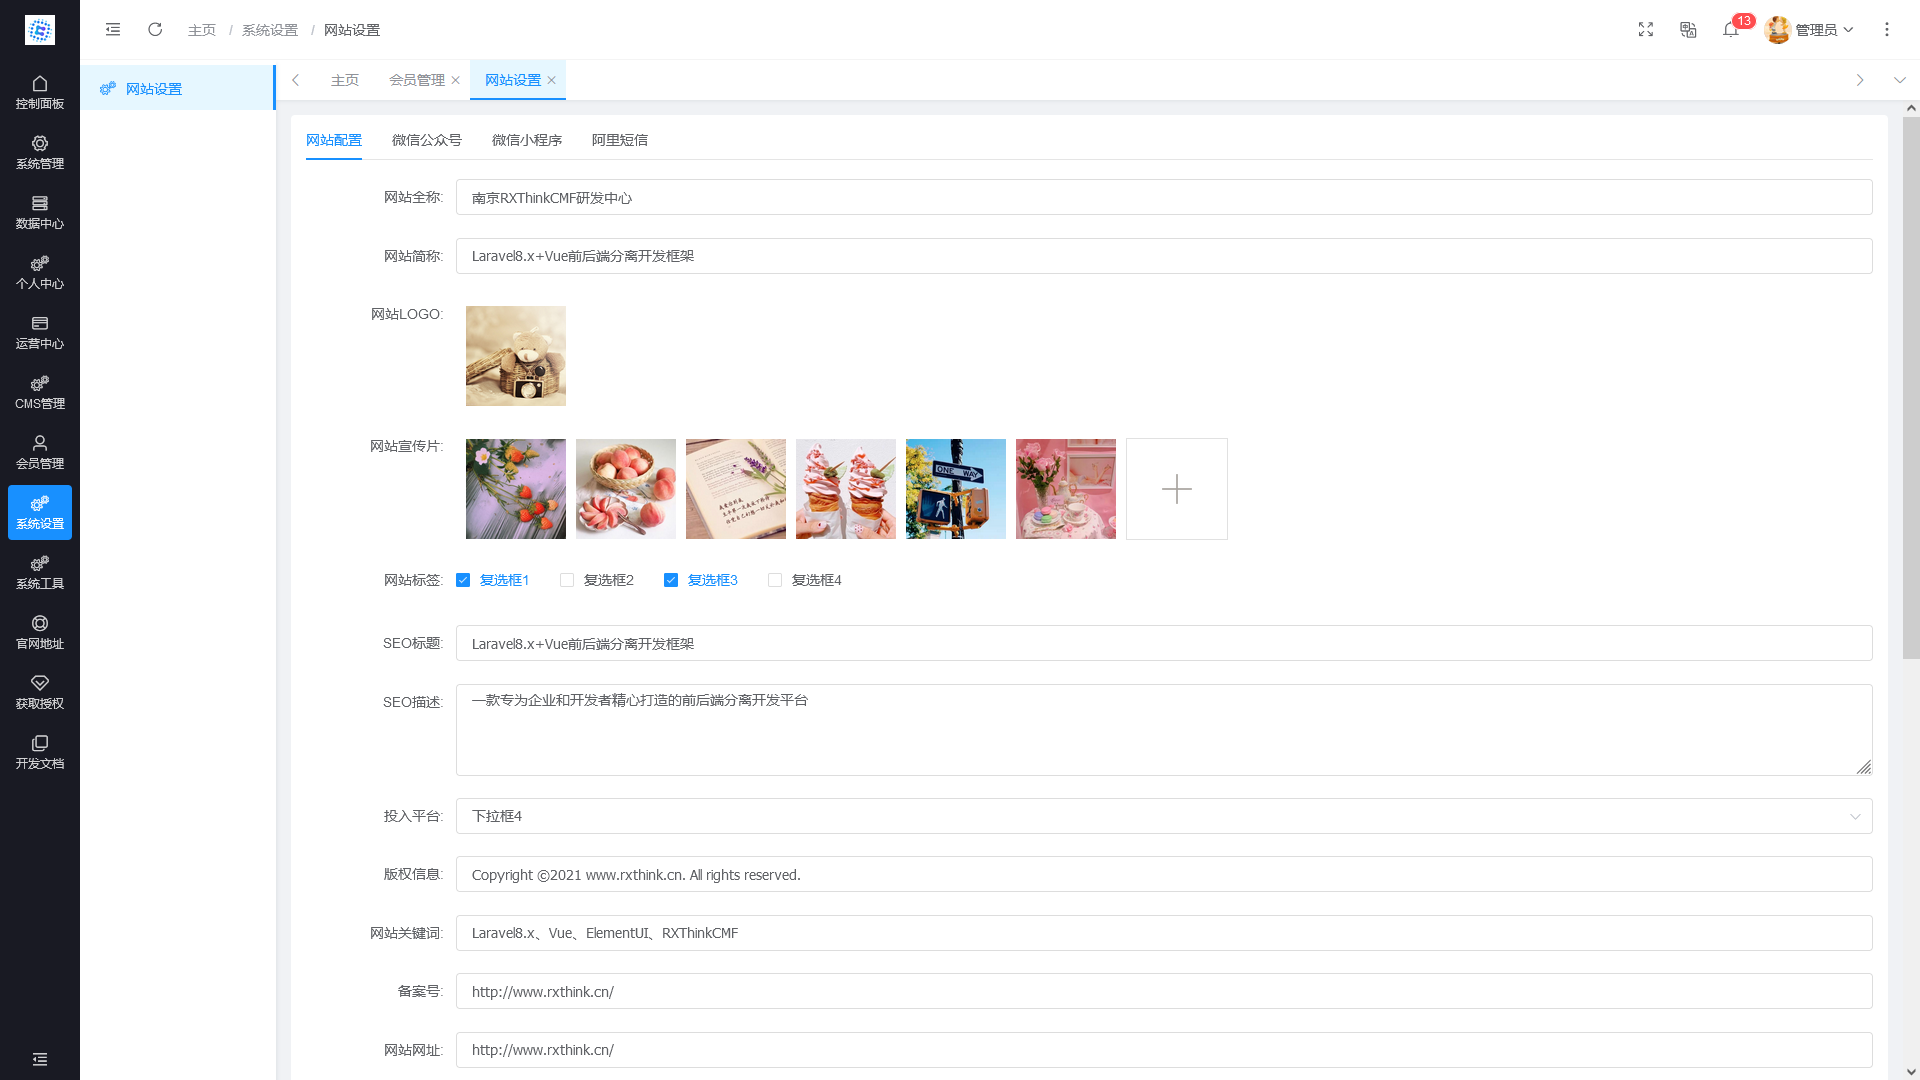 主页 / 系统设置 / 网站设置
13
管理员
控制面板
系统管理
数据中心
个人中心
运营中心
CMS管理
会员管理
系统设置
系统工具
官网地址
获取授权
开发文档
网站设置
主页 会员管理 网站设置
网站配置 微信公众号 微信小程序 阿里短信
网站全称: 南京RXThinkCMF研发中心
网站简称: Laravel8.x+Vue前后端分离开发框架
网站LOGO:
网站宣传片:
ONE WAY
网站标签: 复选框1 复选框2 复选框3 复选框4
SEO标题: Laravel8.x+Vue前后端分离开发框架
SEO描述: 一款专为企业和开发者精心打造的前后端分离开发平台
投入平台: 下拉框4
版权信息: Copyright ©2021 www.rxthink.cn. All rights reserved.
网站关键词: Laravel8.x、Vue、ElementUI、RXThinkCMF
备案号: http://www.rxthink.cn/
网站网址: http://www.rxthink.cn/